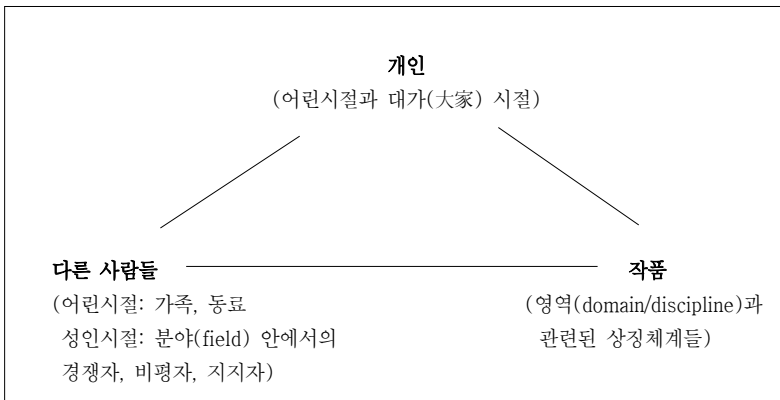 개인
(어린시절과 대가(大家) 시절)
다른 사람들
(어린시절: 가족, 동료
성인시절: 분야(field) 안에서의
경쟁자, 비평자, 지지자)
작품
(영역(domain/discipline)과
관련된 상징체계들)